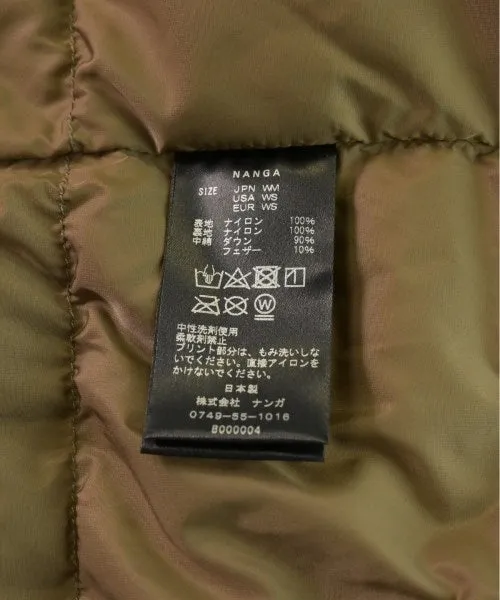 NANGA
SIZE JPN WM
USA WS
EUR WS
表地 ナイロン 100%
裏地 ナイロン 100%
中綿 ダウン 90%
フェザー 10%
W
中性洗剤使用
柔軟剤禁止
プリント部分は、もみ洗いしな
いでください。直接アイロンを
かけないでください。
日本製
株式会社 ナンガ
0749-55-1016
B000004